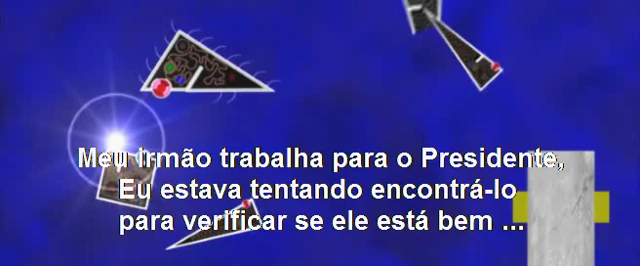 Meu irmão trabalha para o Presidente,
Eu estava tentando encontrá-lo
para verificar se ele está bem ...